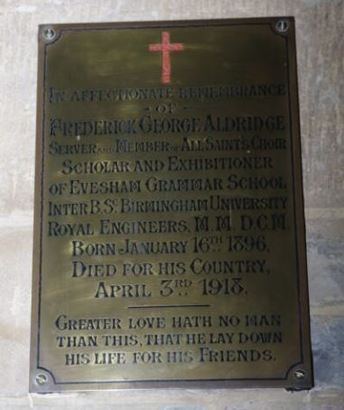 In Affectionate Remembrance
- of -
Frederick George Aldridge
Server and Member of All Saints Choir
Scholar and Exhibitioner
of Evesham Grammar School
Inter B.Sc Birmingham University
Royal Engineers, M.M. D.C.M.
Born January 16th 1896.
Died for his Country,
April 3rd 1918.
Greater love hath no man
than this, that he lay down
his life for his Friends.